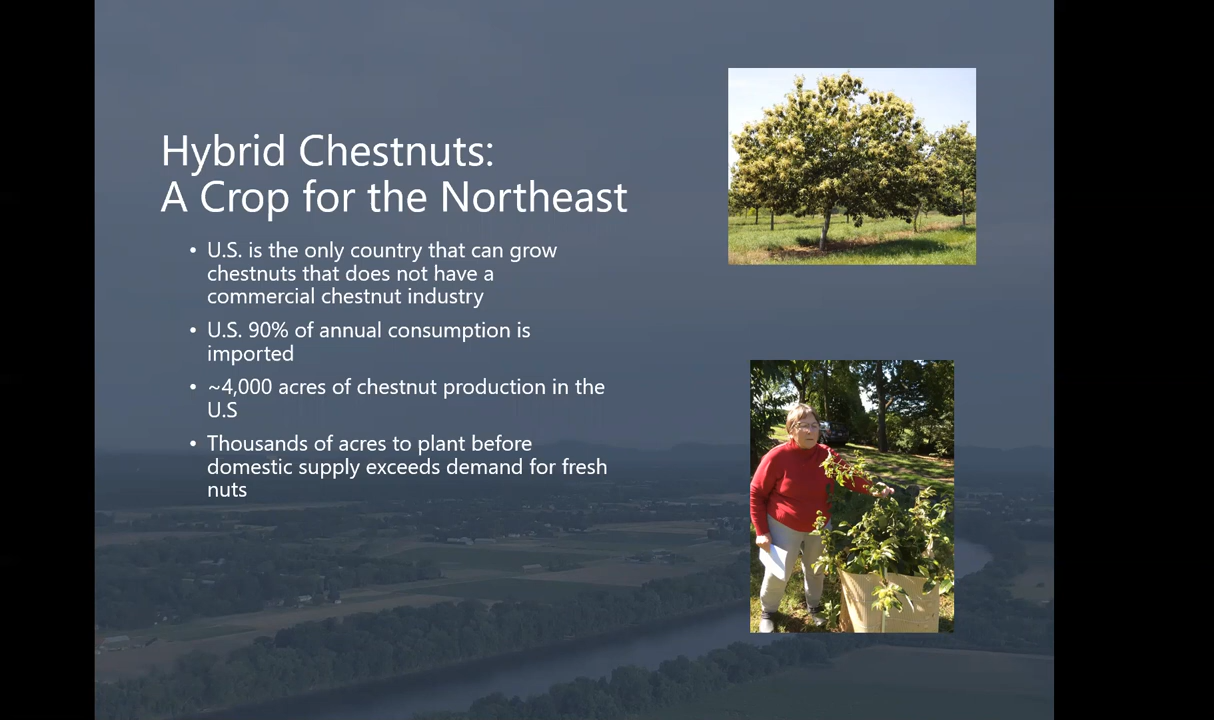 Hybrid Chestnuts:
A Crop for the Northeast
• U.S. is the only country that can grow
chestnuts that does not have a
commercial chestnut industry
• U.S. 90% of annual consumption is
imported
• ~4,000 acres of chestnut production in the
U.S
• Thousands of acres to plant before
domestic supply exceeds demand for fresh
nuts